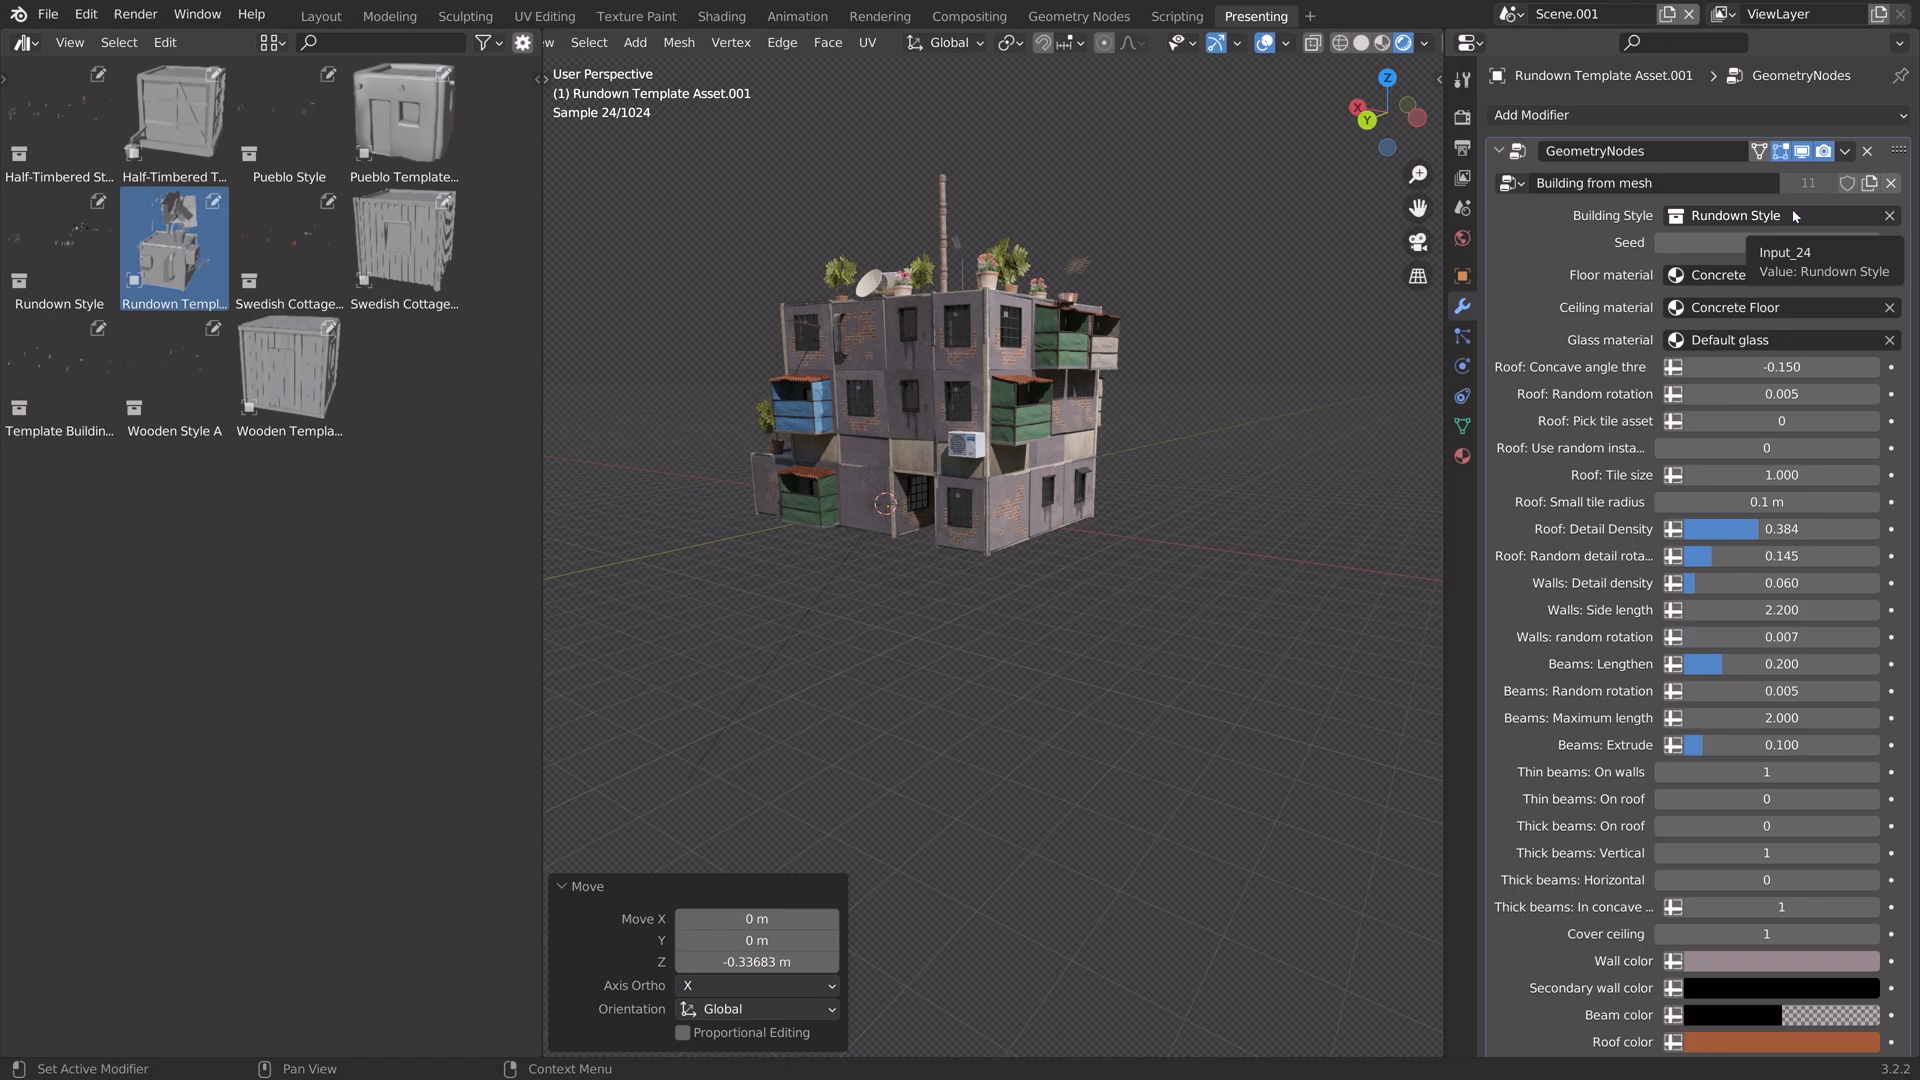 File Edit Render Window Help Layout Modeling Sculpting UV Editing Texture Paint Shading Animation Rendering Compositing Geometry Nodes Scripting Presenting + Scene.001 ViewLayer
View Select Edit
ew Select Add Mesh Vertex Edge Face UV Global
User Perspective
(1) Rundown Template Asset.001
Sample 24/1024
Z
X
Y
Half-Timbered St...
Half-Timbered T...
Pueblo Style
Pueblo Template...
Rundown Style
Rundown Templ...
Swedish Cottage...
Swedish Cottage...
Template Buildin...
Wooden Style A
Wooden Templa...
Move
Move X 0 m
Y 0 m
Z -0.33683 m
Axis Ortho X
Orientation Global
Proportional Editing
Rundown Template Asset.001 > GeometryNodes
Add Modifier
GeometryNodes
Building from mesh 11
Building Style Rundown Style
Seed
Input_24
Value: Rundown Style
Floor material Concrete
Ceiling material Concrete Floor
Glass material Default glass
Roof: Concave angle thre -0.150
Roof: Random rotation 0.005
Roof: Pick tile asset 0
Roof: Use random insta... 0
Roof: Tile size 1.000
Roof: Small tile radius 0.1 m
Roof: Detail Density 0.384
Roof: Random detail rota... 0.145
Walls: Detail density 0.060
Walls: Side length 2.200
Walls: random rotation 0.007
Beams: Lengthen 0.200
Beams: Random rotation 0.005
Beams: Maximum length 2.000
Beams: Extrude 0.100
Thin beams: On walls 1
Thin beams: On roof 0
Thick beams: On roof 0
Thick beams: Vertical 1
Thick beams: Horizontal 0
Thick beams: In concave ... 1
Cover ceiling 1
Wall color
Secondary wall color
Beam color
Roof color
Set Active Modifier Pan View Context Menu 3.2.2